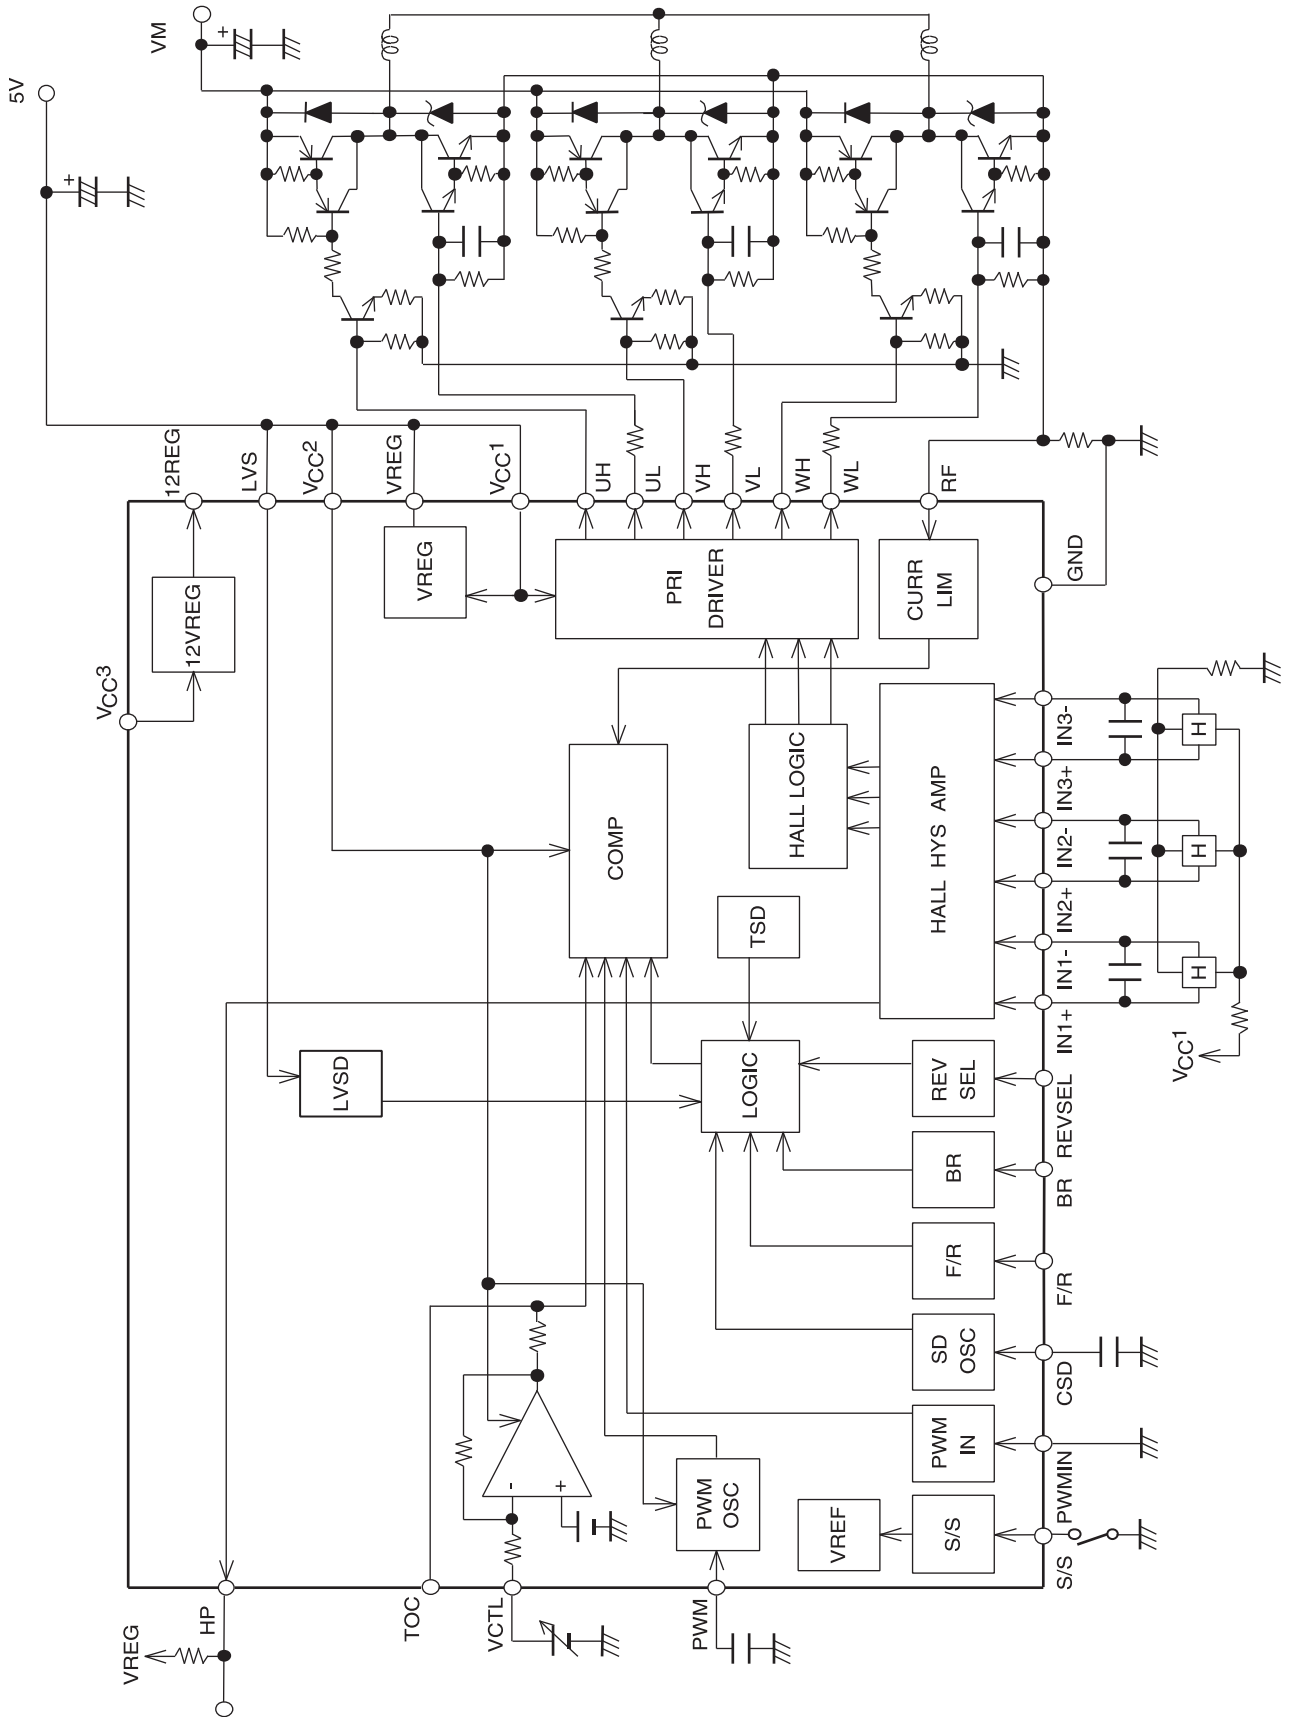 VREG
HP
TOC
VCTL
PWM
LVSD
-
+
PWM
OSC
VREF
S/S
S/S
PWM
IN
PWMIN
SD
OSC
CSD
F/R
F/R
BR
BR
REV
SEL
REVSEL
LOGIC
TSD
COMP
HALL LOGIC
HALL HYS AMP
IN1+
IN1-
IN2+
IN2-
IN3+
IN3-
H
H
H
VCC1
VCC3
12VREG
12REG
LVS
VCC2
VREG
VREG
VCC1
PRI
DRIVER
CURR
LIM
UH
UL
VH
VL
WH
WL
RF
GND
5V
+
VM
+